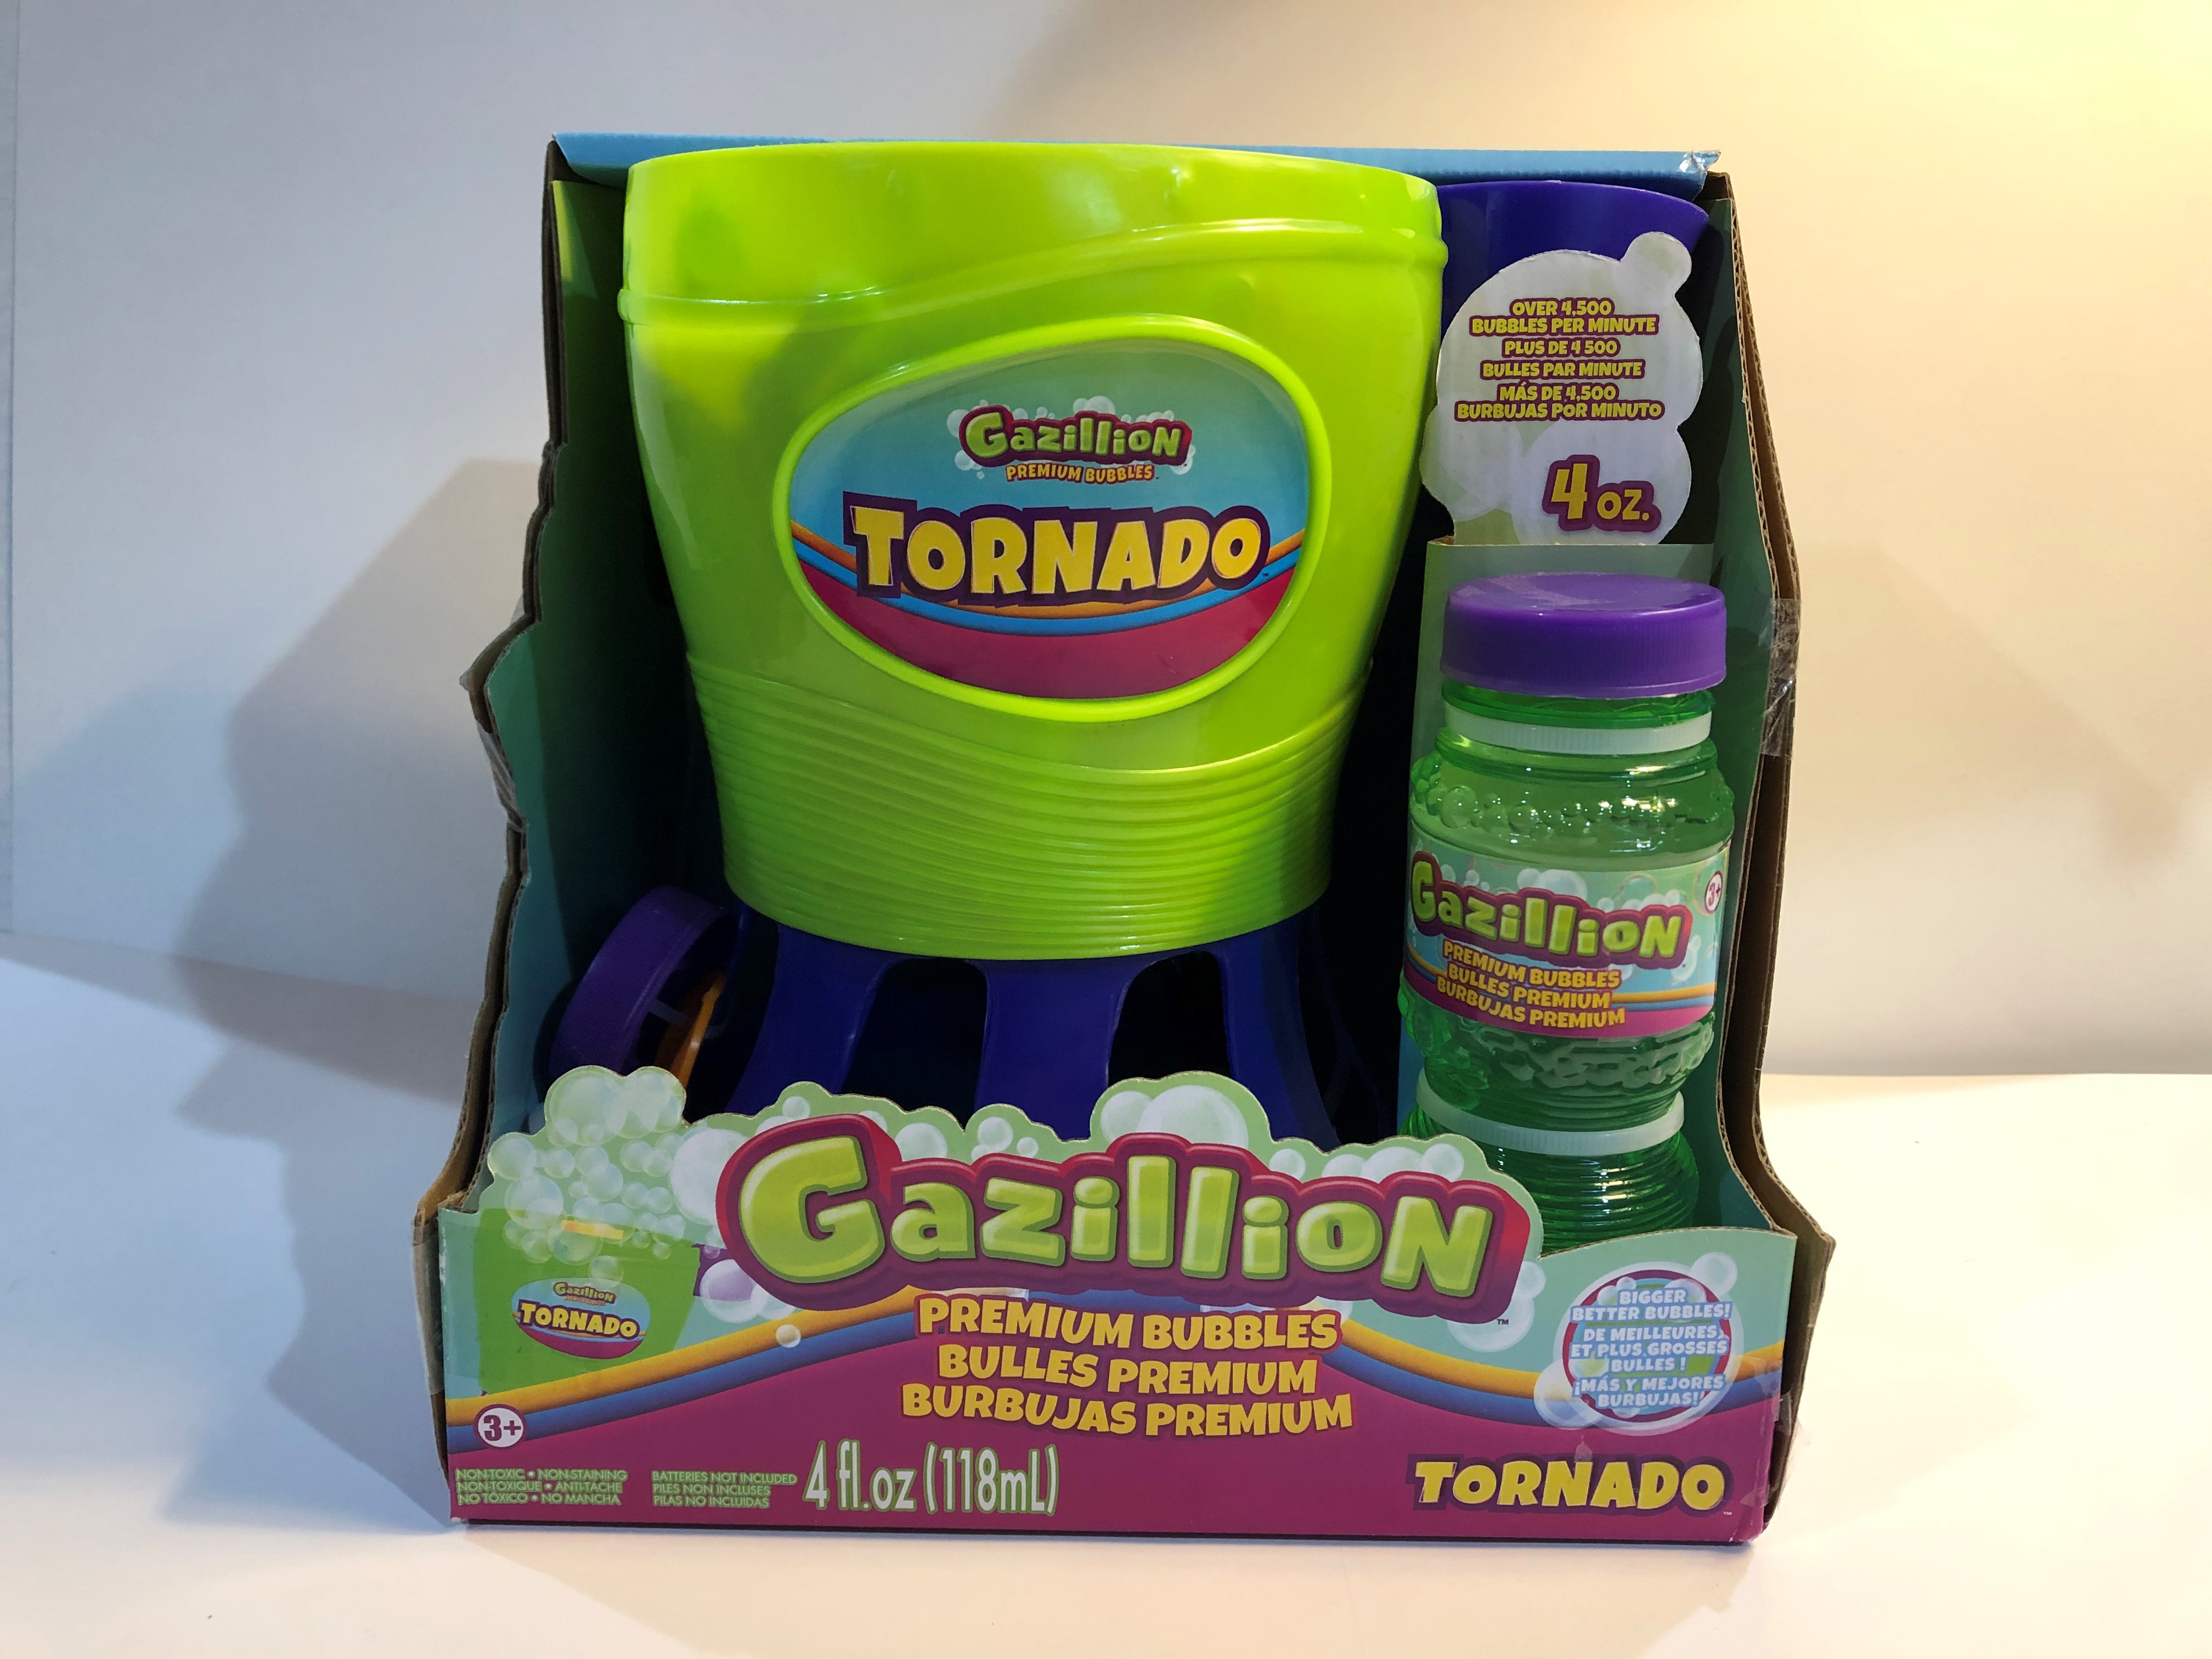 Gazillion
PREMIUM BUBBLES
TORNADO
OVER 4,500
BUBBLES PER MINUTE
PLUS DE 4 500
BULLES PAR MINUTE
MÁS DE 4,500
BURBUJAS POR MINUTO
4 oz.
Gazillion
3+
PREMIUM BUBBLES
BULLES PREMIUM
BURBUJAS PREMIUM
Gazillion™
PREMIUM BUBBLES
BULLES PREMIUM
BURBUJAS PREMIUM
Gazillion
TORNADO
BIGGER
BETTER BUBBLES!
DE MEILLEURES
ET PLUS GROSSES
BULLES !
¡MÁS Y MEJORES
BURBUJAS!
3+
NON-TOXIC • NON-STAINING
NON-TOXIQUE • ANTI-TACHE
NO TÓXICO • NO MANCHA
BATTERIES NOT INCLUDED
PILES NON INCLUSES
PILAS NO INCLUIDAS
4 fl.oz (118mL)
TORNADO™